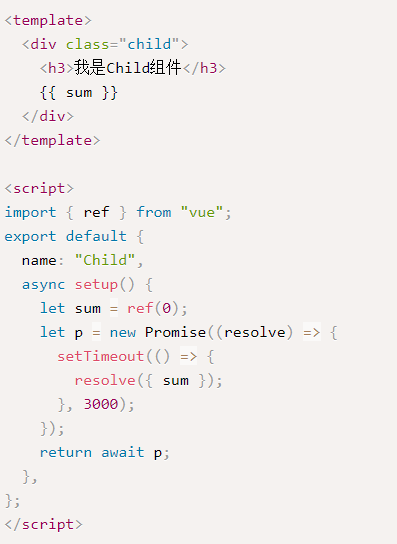 <template>
  <div class="child">
    <h3>我是Child组件</h3>
    {{ sum }}
  </div>
</template>

<script>
import { ref } from "vue";
export default {
  name: "Child",
  async setup() {
    let sum = ref(0);
    let p = new Promise((resolve) => {
      setTimeout(() => {
        resolve({ sum });
      }, 3000);
    });
    return await p;
  },
};
</script>